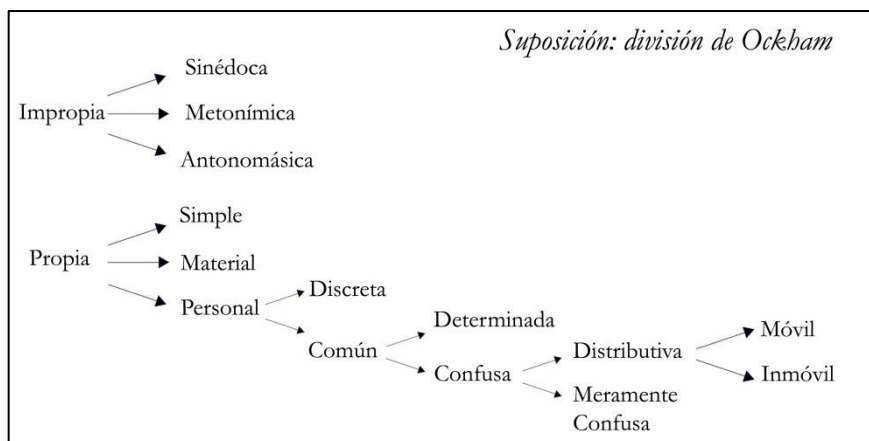 Suposición: división de Ockham
Sinédoca
Impropia
Metonímica
Antonomásica
Simple
Propia
Material
Personal
Discreta
Común
Determinada
Confusa
Distributiva
Meramente
Confusa
Móvil
Inmóvil